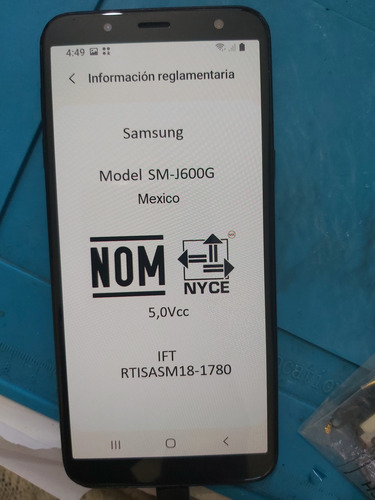 4:49
Información reglamentaria
Samsung
Model SM-J600G
Mexico
NOM
NYCE
5,0Vcc
IFT
RTISASM18-1780